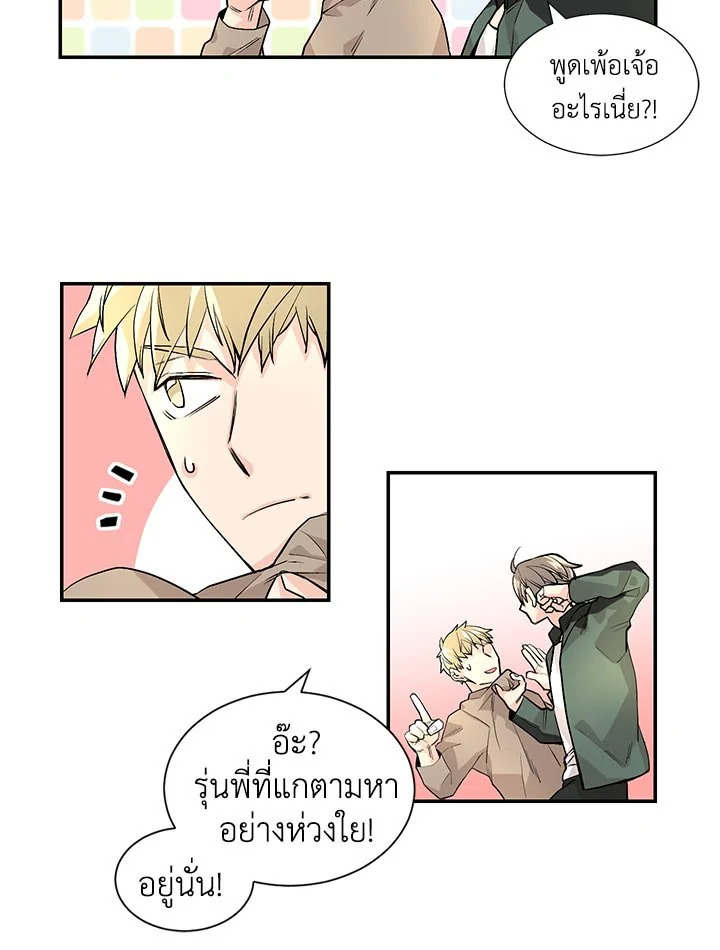 พูดเพ้อเจ้อ
อะไรเนี่ย?!
อ๊ะ?
รุ่นพี่ที่แกตามหา
อย่างห่วงใย!
อยู่นั่น!